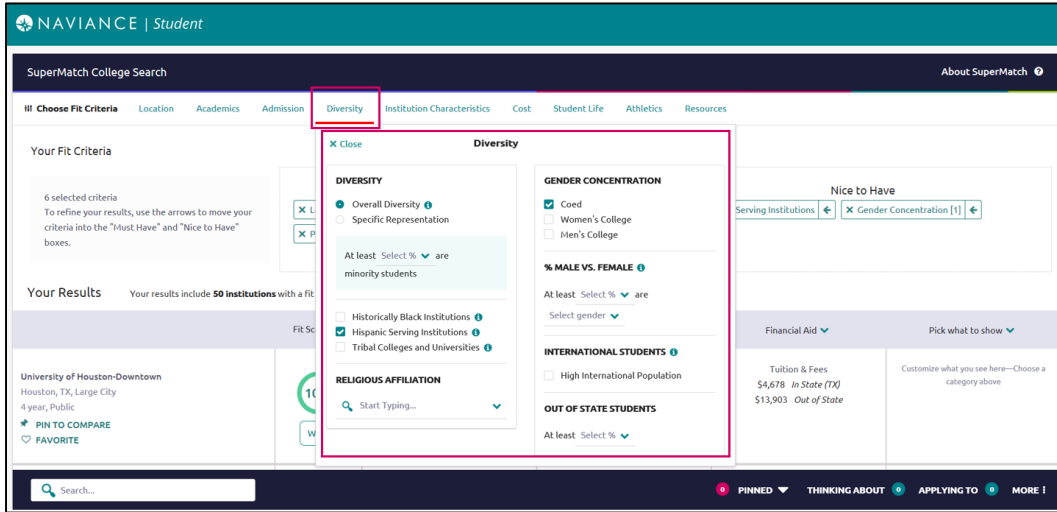 NAVIANCE | Student
SuperMatch College Search
About SuperMatch
Choose Fit Criteria
Location
Academics
Admission
Diversity
Institution Characteristics
Cost
Student Life
Athletics
Resources
Your Fit Criteria
6 selected criteria
To refine your results, use the arrows to move your
criteria into the "Must Have" and "Nice to Have"
boxes.
Close
Diversity
DIVERSITY
Overall Diversity
Specific Representation
At least Select % are
minority students
Historically Black Institutions
Hispanic Serving Institutions
Tribal Colleges and Universities
RELIGIOUS AFFILIATION
Start Typing...
GENDER CONCENTRATION
Coed
Women's College
Men's College
% MALE VS. FEMALE
At least Select % are
Select gender
INTERNATIONAL STUDENTS
High International Population
OUT OF STATE STUDENTS
At least Select %
Nice to Have
Serving Institutions
Gender Concentration [1]
Your Results
Your results include 50 institutions with a fit
Financial Aid
Pick what to show
University of Houston-Downtown
Houston, TX, Large City
4 year, Public
PIN TO COMPARE
FAVORITE
Tuition & Fees
$4,678 In State (TX)
$13,903 Out of State
Customize what you see here—Choose a
category above
Search...
0 PINNED
THINKING ABOUT 0
APPLYING TO 0
MORE